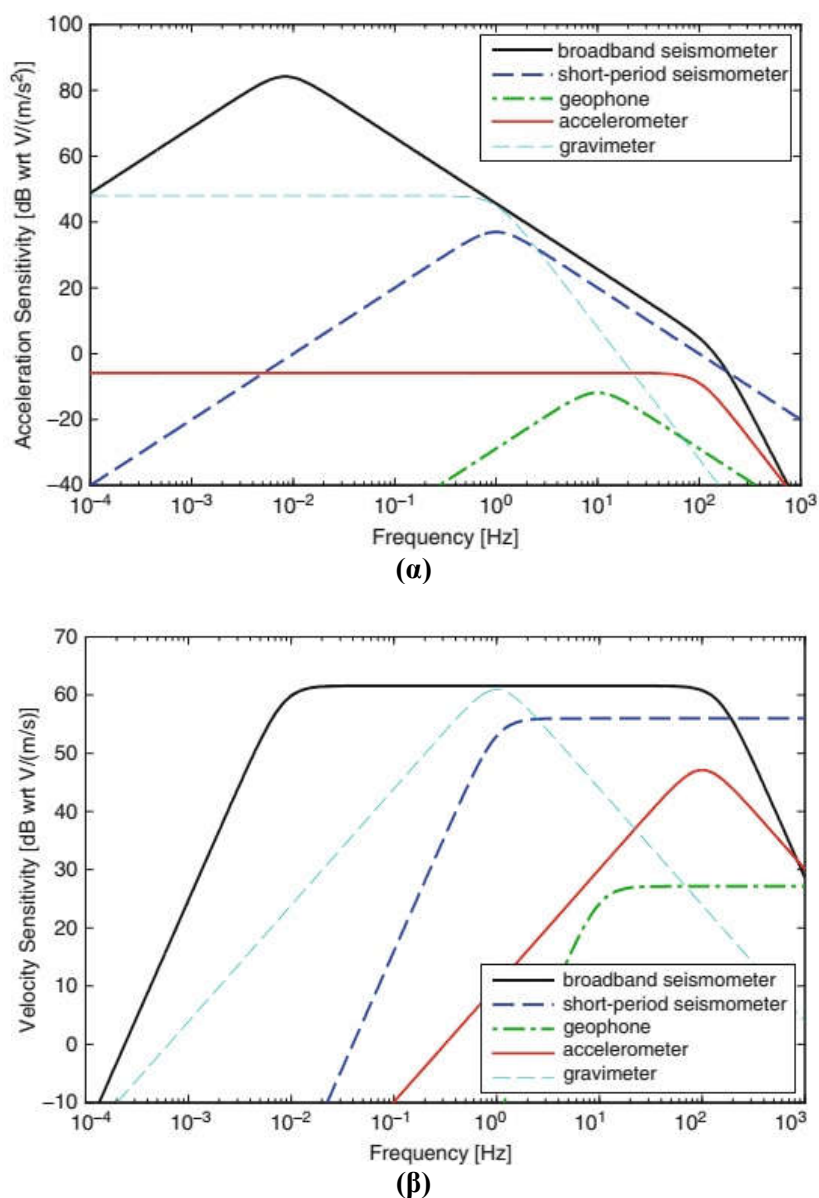 100
80
60
40
20
0
−20
−40
Acceleration Sensitivity [dB wrt V/(m/s²)]
broadband seismometer
short-period seismometer
geophone
accelerometer
gravimeter
10⁻⁴ 10⁻³ 10⁻² 10⁻¹ 10⁰ 10¹ 10² 10³
Frequency [Hz]
(α)
70
60
50
40
30
20
10
0
−10
Velocity Sensitivity [dB wrt V/(m/s)]
broadband seismometer
short-period seismometer
geophone
accelerometer
gravimeter
10⁻⁴ 10⁻³ 10⁻² 10⁻¹ 10⁰ 10¹ 10² 10³
Frequency [Hz]
(β)